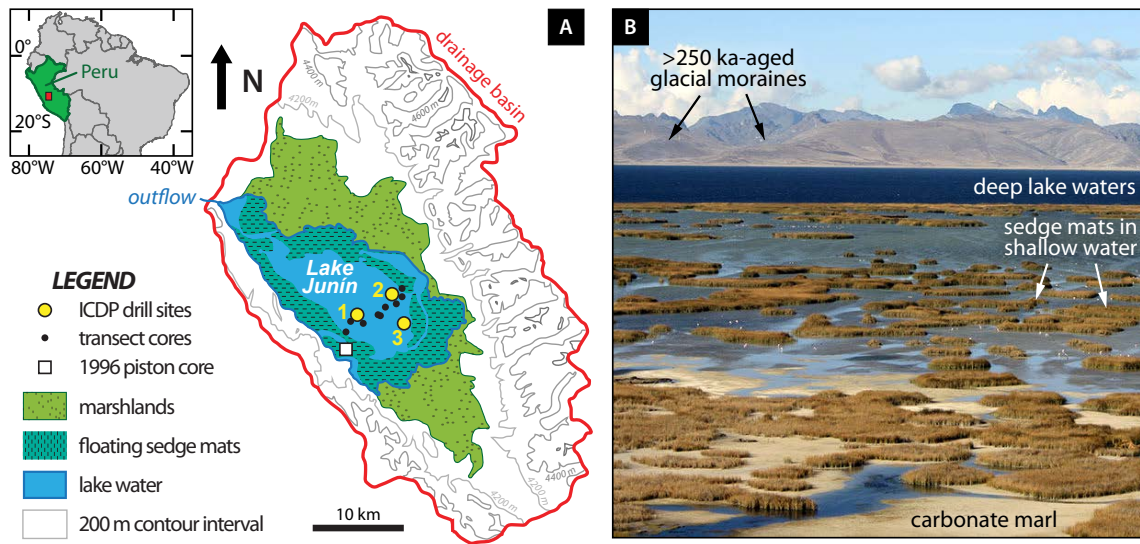 A
0°
Peru
20°S
80°W
60°W
40°W
N
drainage basin
4400 m
4200m
4600 m
outflow
Lake
Junín
1
2
3
LEGEND
ICDP drill sites
transect cores
1996 piston core
marshlands
floating sedge mats
lake water
200 m contour interval
10 km
4200 m
4200 m
4400 m
B
>250 ka-aged
glacial moraines
deep lake waters
sedge mats in
shallow water
carbonate marl